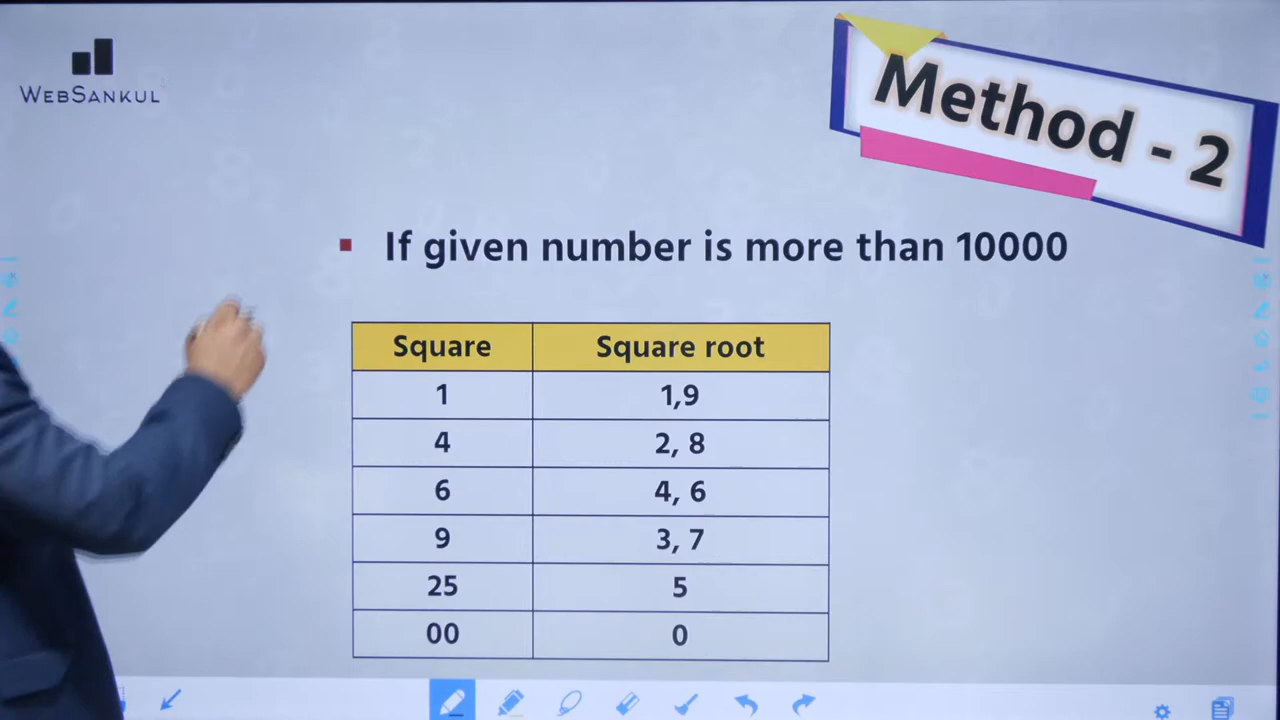 WEBSANKUL
Method - 2
▪ If given number is more than 10000
Square Square root
1 1,9
4 2, 8
6 4, 6
9 3, 7
25 5
00 0